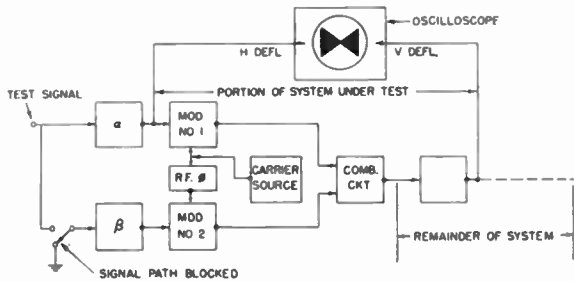 OSCILLOSCOPE
H DEFL.
V DEFL.
PORTION OF SYSTEM UNDER TEST
TEST SIGNAL
α
MOD
NO 1
R.F. ø
CARRIER
SOURCE
COMB.
CKT
β
MOD
NO 2
REMAINDER OF SYSTEM
SIGNAL PATH BLOCKED